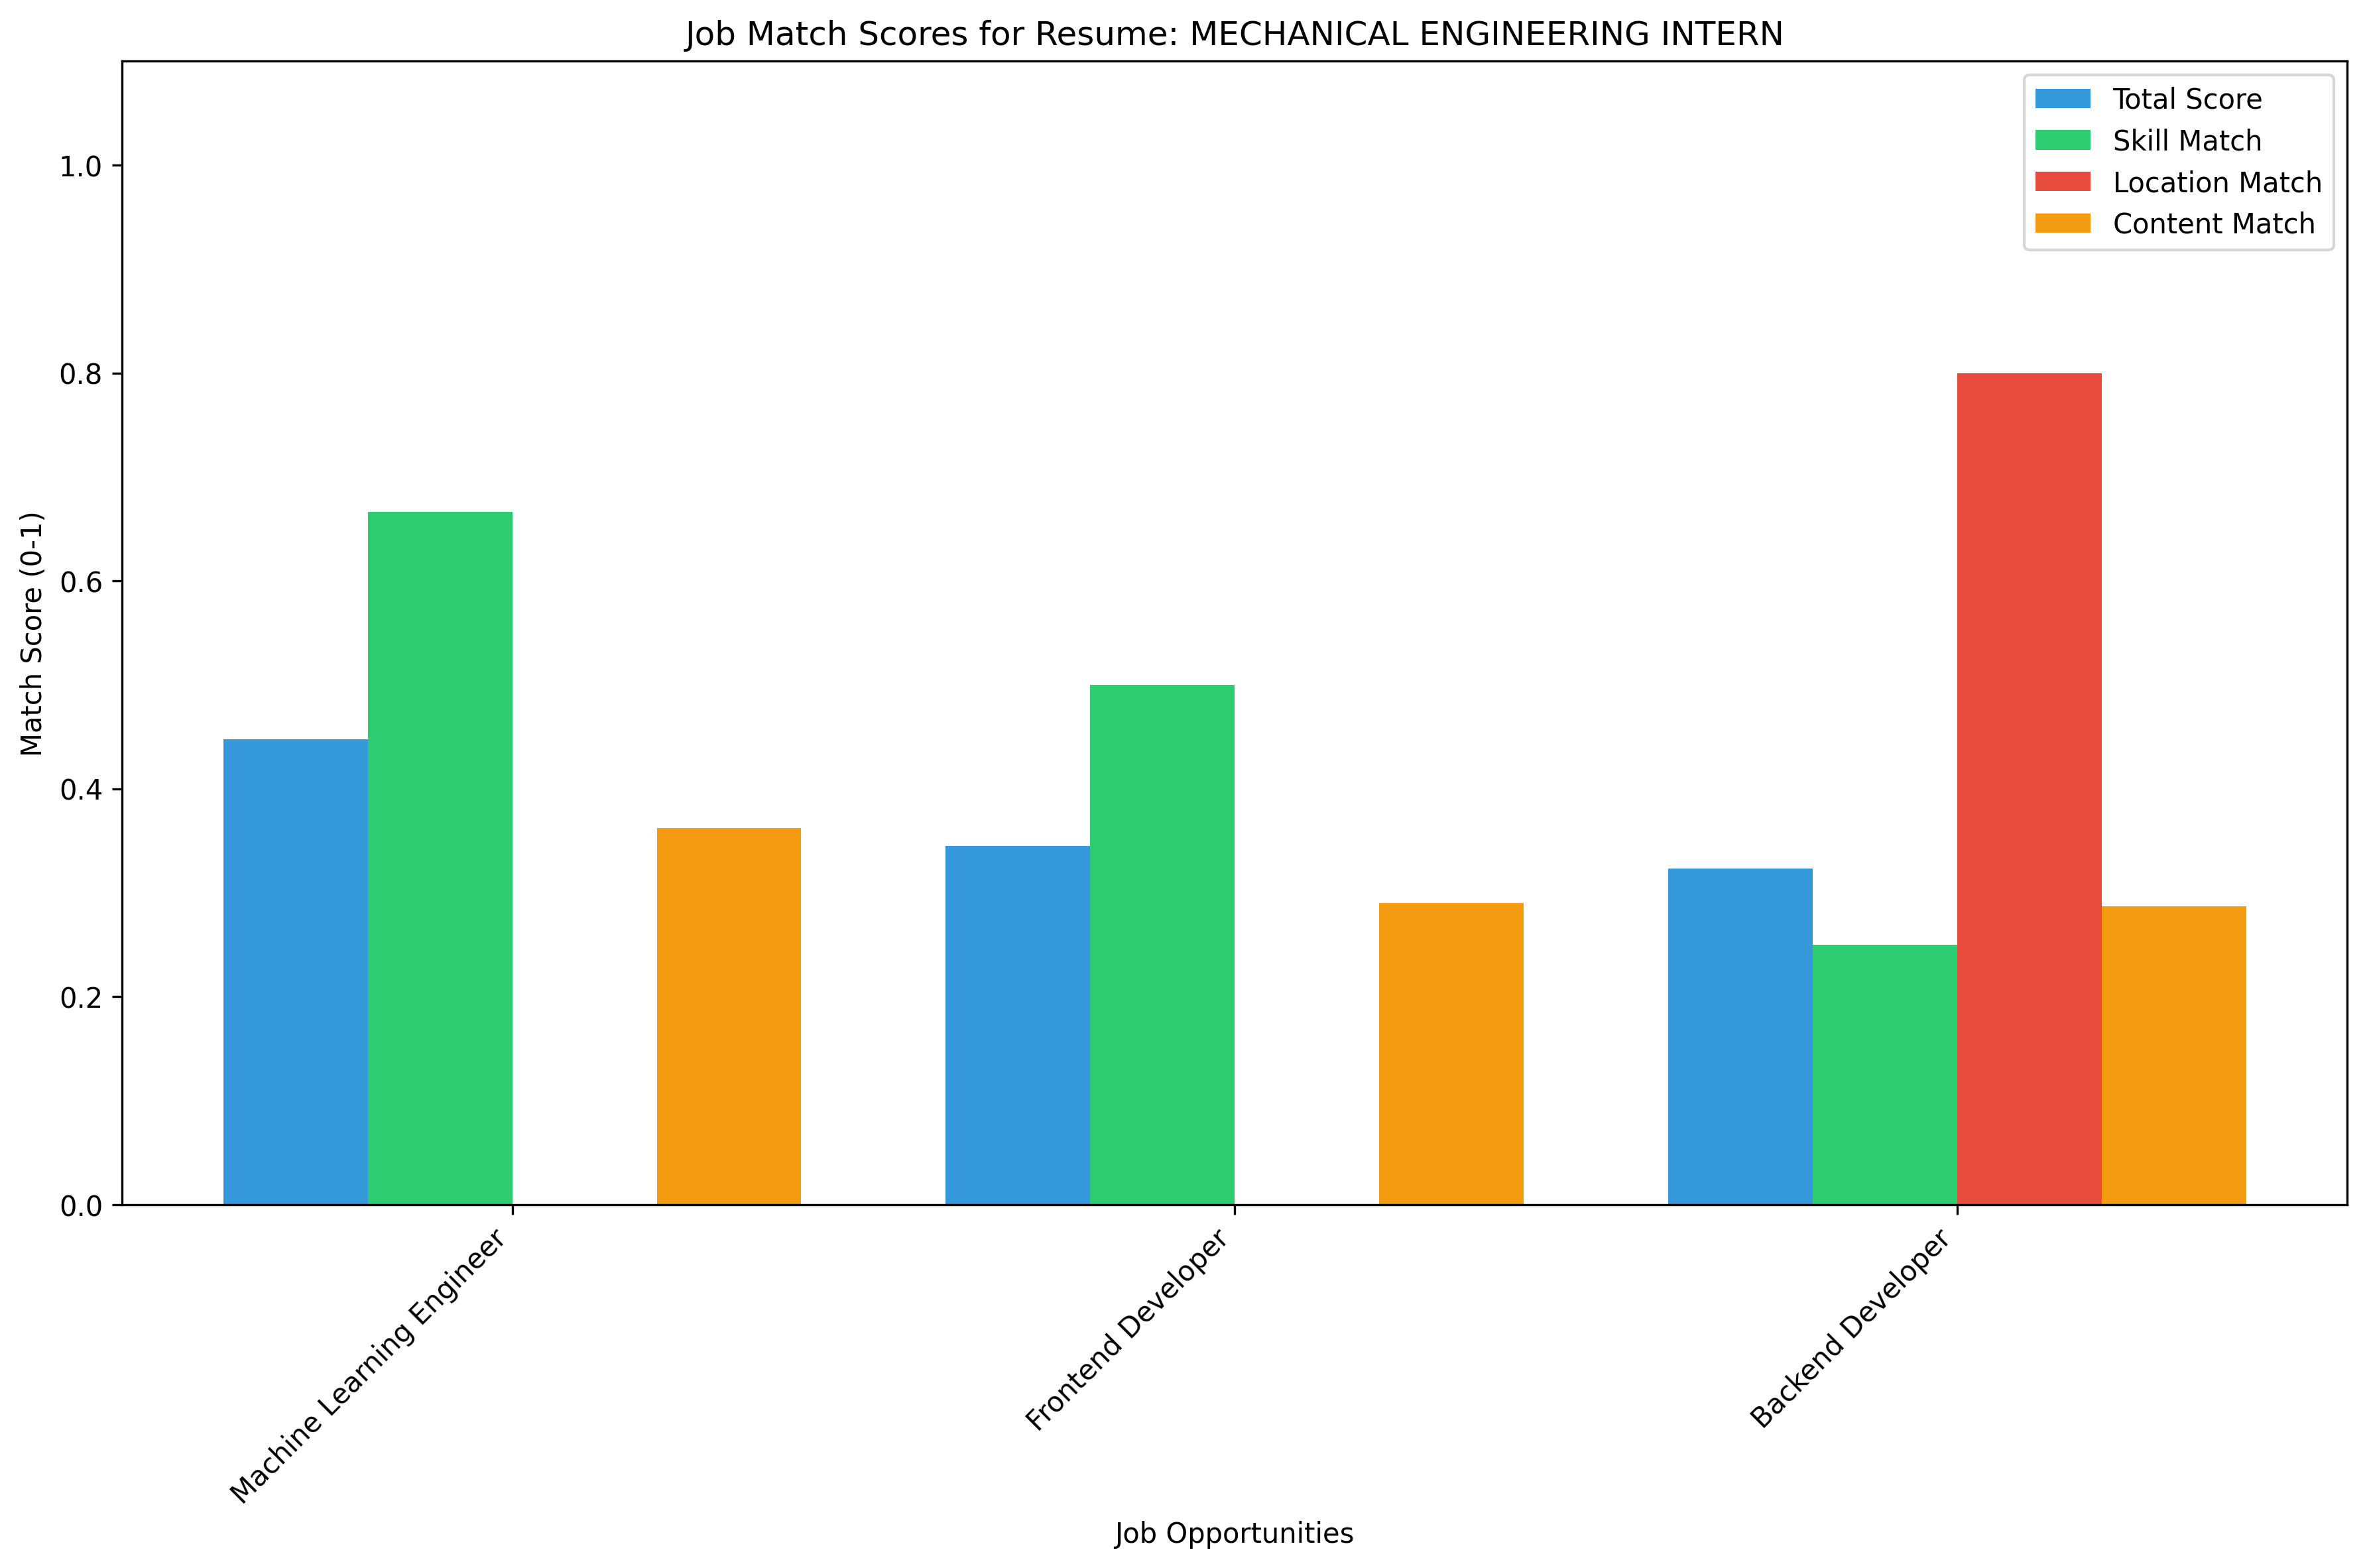 Job Match Scores for Resume: MECHANICAL ENGINEERING INTERN
Total Score
Skill Match
Location Match
Content Match
Match Score (0-1)
1.0
0.8
0.6
0.4
0.2
0.0
Machine Learning Engineer
Frontend Developer
Backend Developer
Job Opportunities